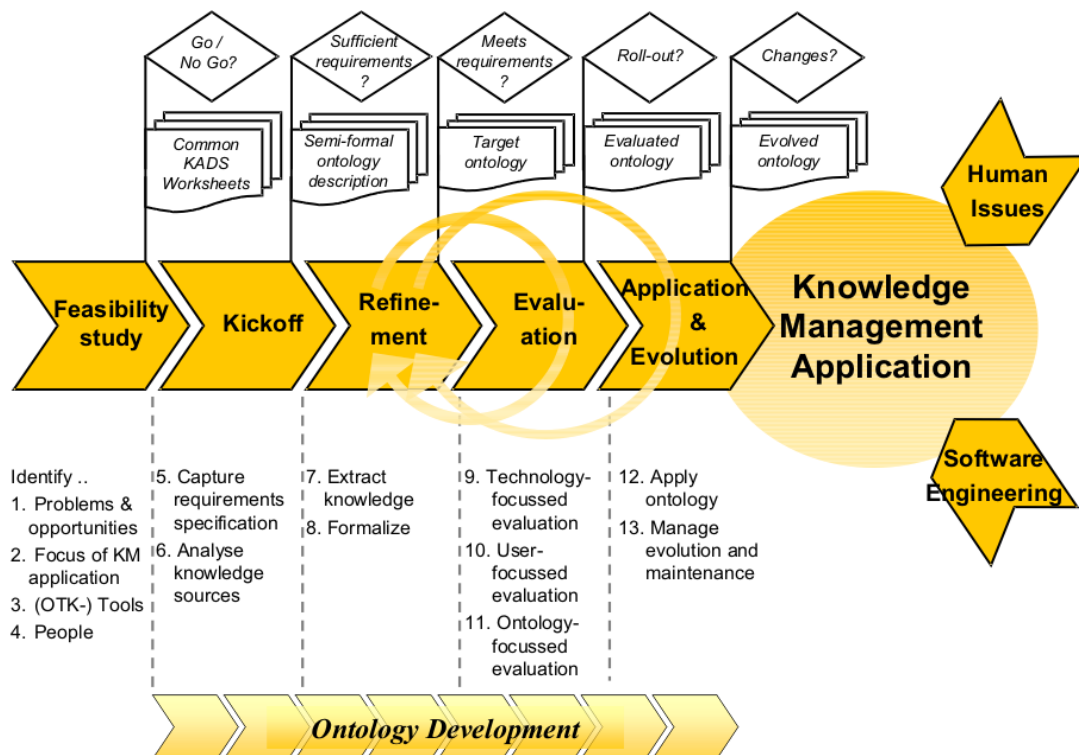 Go /
No Go?
Sufficient
requirements
?
Meets
requirements
?
Roll-out?
Changes?
Common
KADS
Worksheets
Semi-formal
ontology
description
Target
ontology
Evaluated
ontology
Evolved
ontology
Human
Issues
Feasibility
study
Kickoff
Refine-
ment
Evalu-
ation
Application
&
Evolution
Knowledge
Management
Application
Software
Engineering
Identify ..
1. Problems &
opportunities
2. Focus of KM
application
3. (OTK-) Tools
4. People
5. Capture
requirements
specification
6. Analyse
knowledge
sources
7. Extract
knowledge
8. Formalize
9. Technology-
focussed
evaluation
10. User-
focussed
evaluation
11. Ontology-
focussed
evaluation
12. Apply
ontology
13. Manage
evolution and
maintenance
Ontology Development